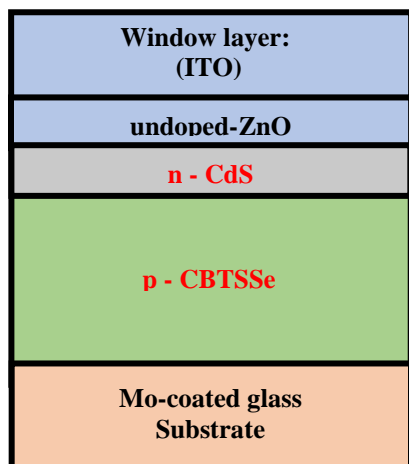 Window layer:
(ITO)
undoped-ZnO
n - CdS
p - CBTSSe
Mo-coated glass
Substrate